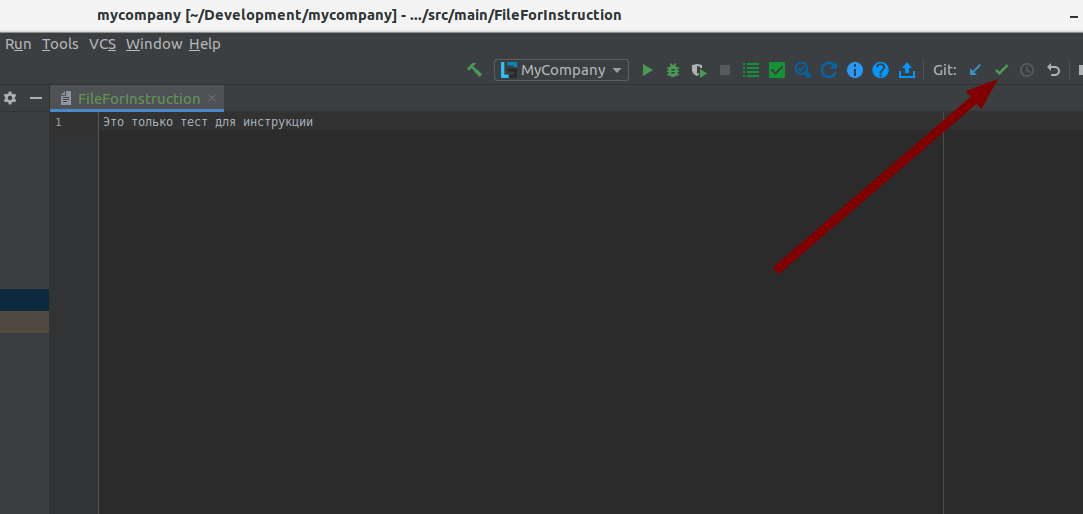 mycompany [~/Development/mycompany] - .../src/main/FileForInstruction
Run Tools VCS Window Help
MyCompany Git:
FileForInstruction
1 Это только тест для инструкции